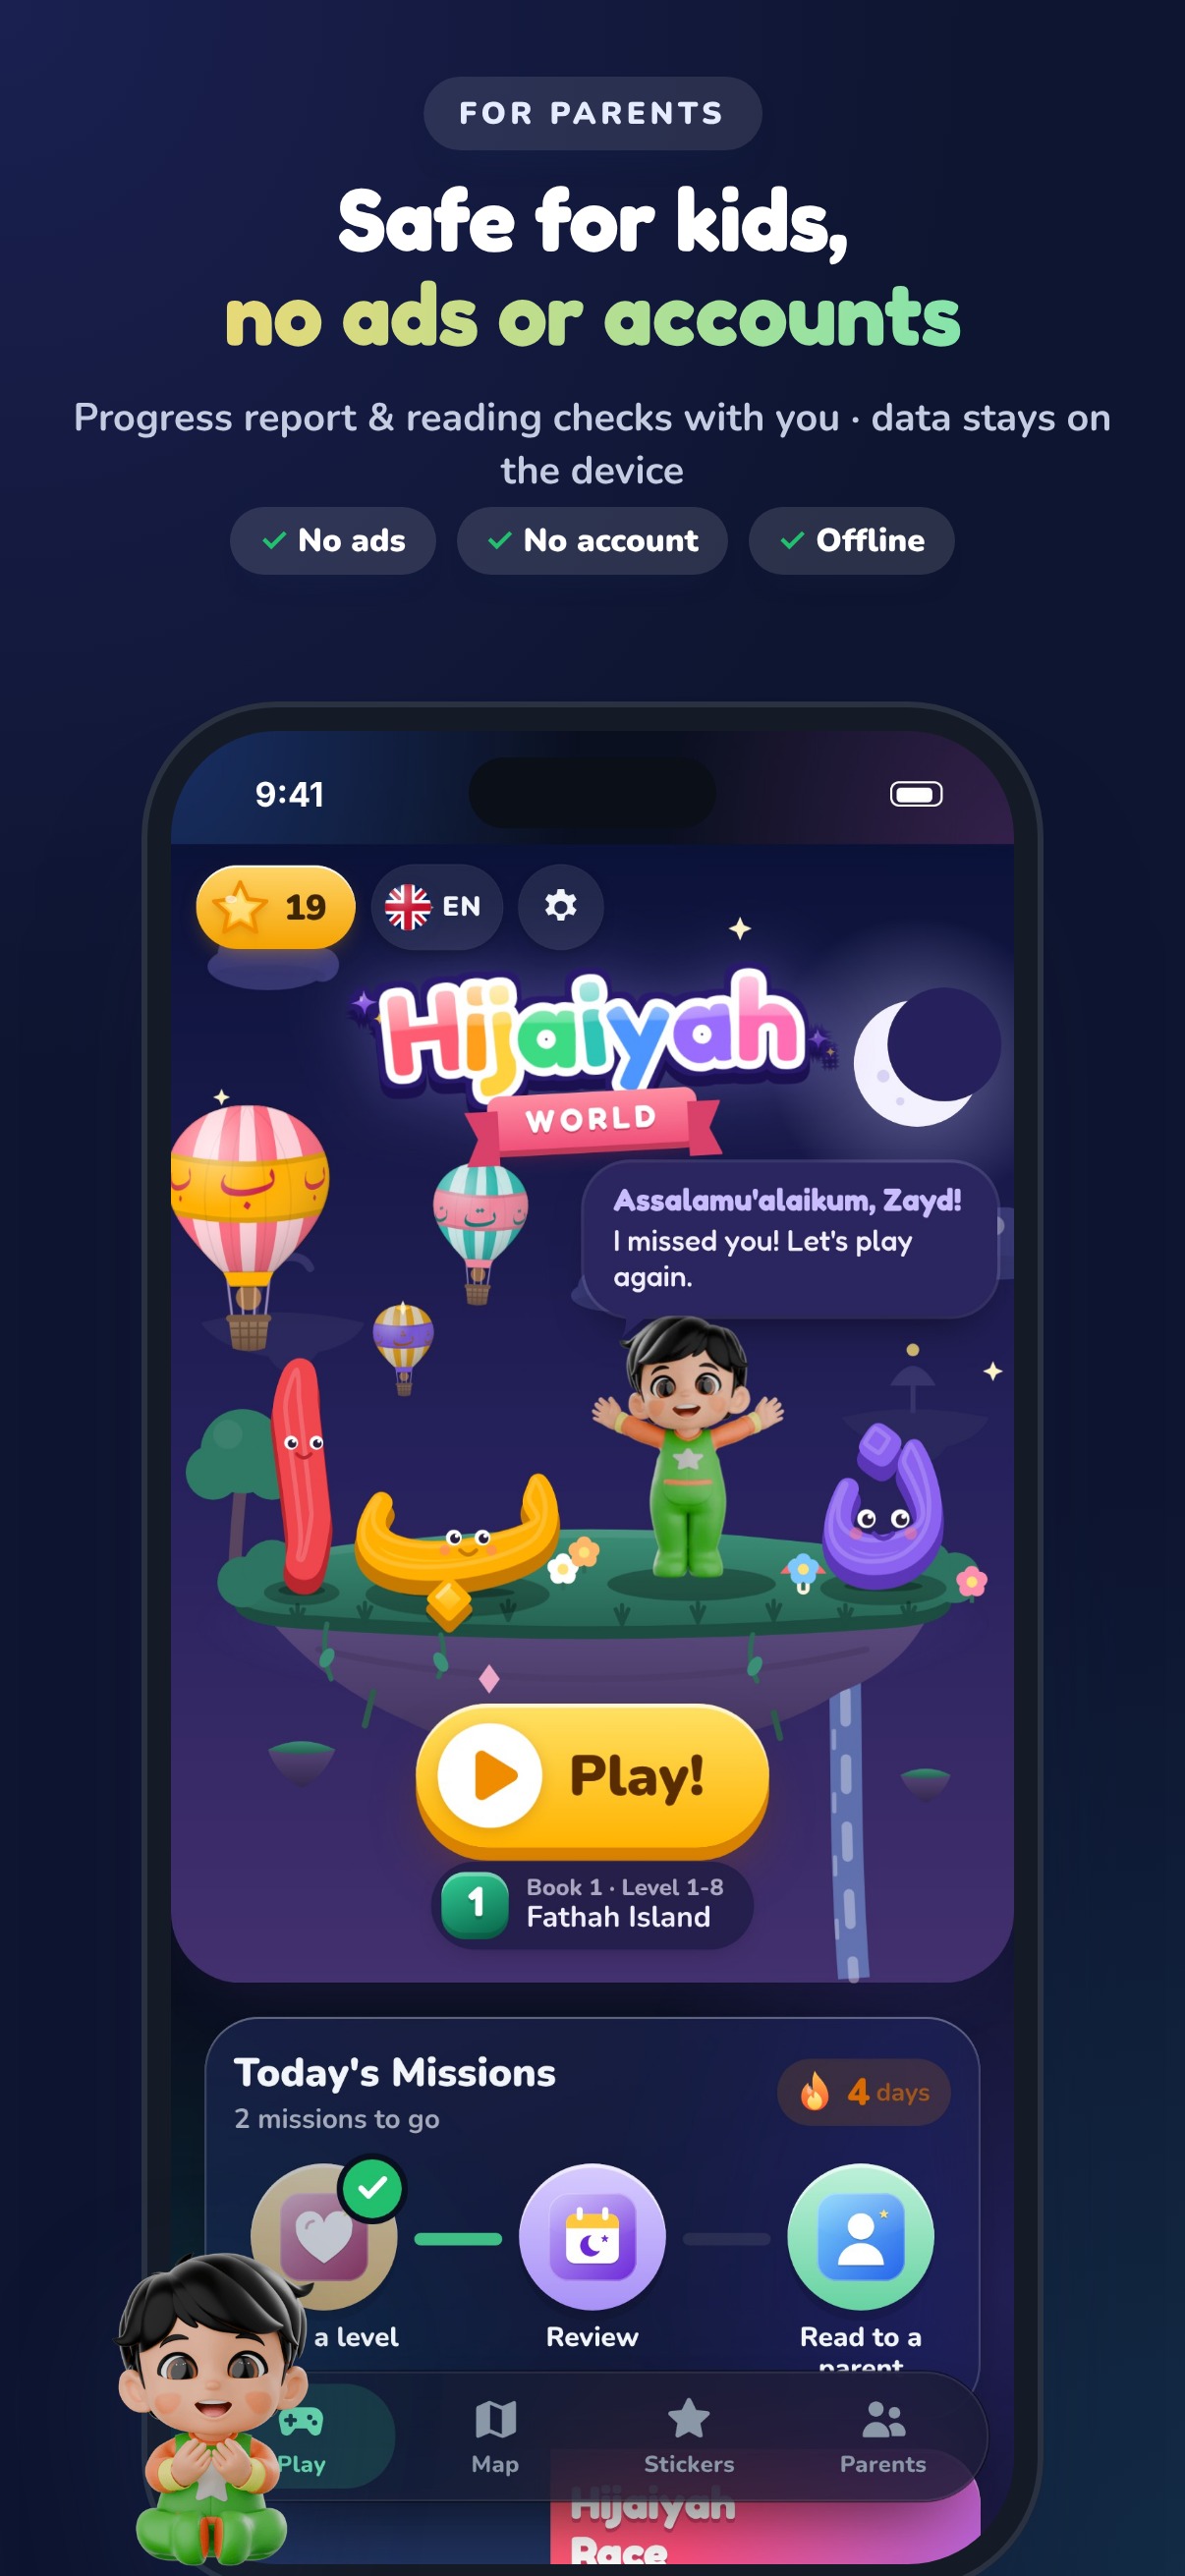 FOR PARENTS
Safe for kids,
no ads or accounts
Progress report & reading checks with you · data stays on
the device
✓ No ads
✓ No account
✓ Offline
9:41
19
EN
Hijaiyah
WORLD
Assalamu'alaikum, Zayd!
I missed you! Let's play
again.
ب ب ب
ن ت ن
Play!
1
Book 1 · Level 1-8
Fathah Island
Today's Missions
2 missions to go
4 days
a level
Review
Read to a
parent
Play
Map
Stickers
Parents
Hijaiyah
Race